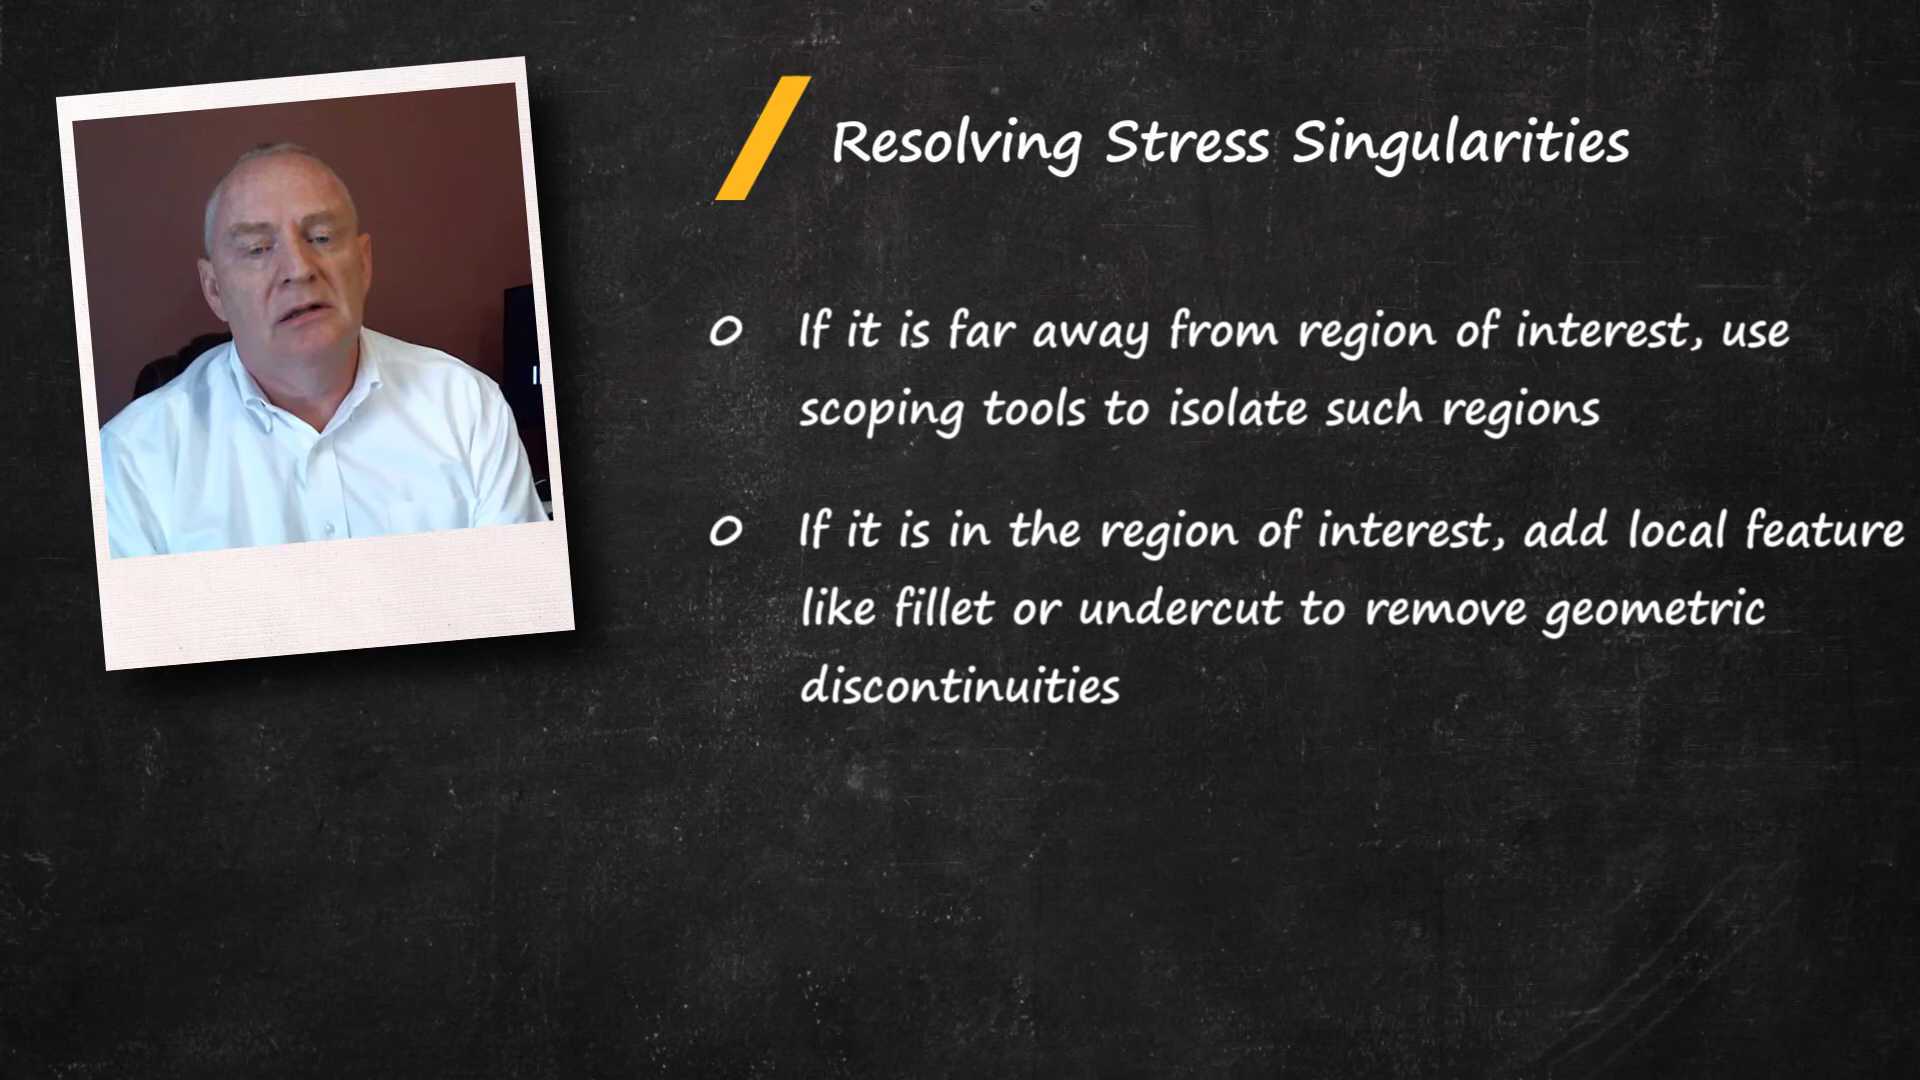 Resolving Stress Singularities
O If it is far away from region of interest, use
scoping tools to isolate such regions
O If it is in the region of interest, add local feature
like fillet or undercut to remove geometric
discontinuities